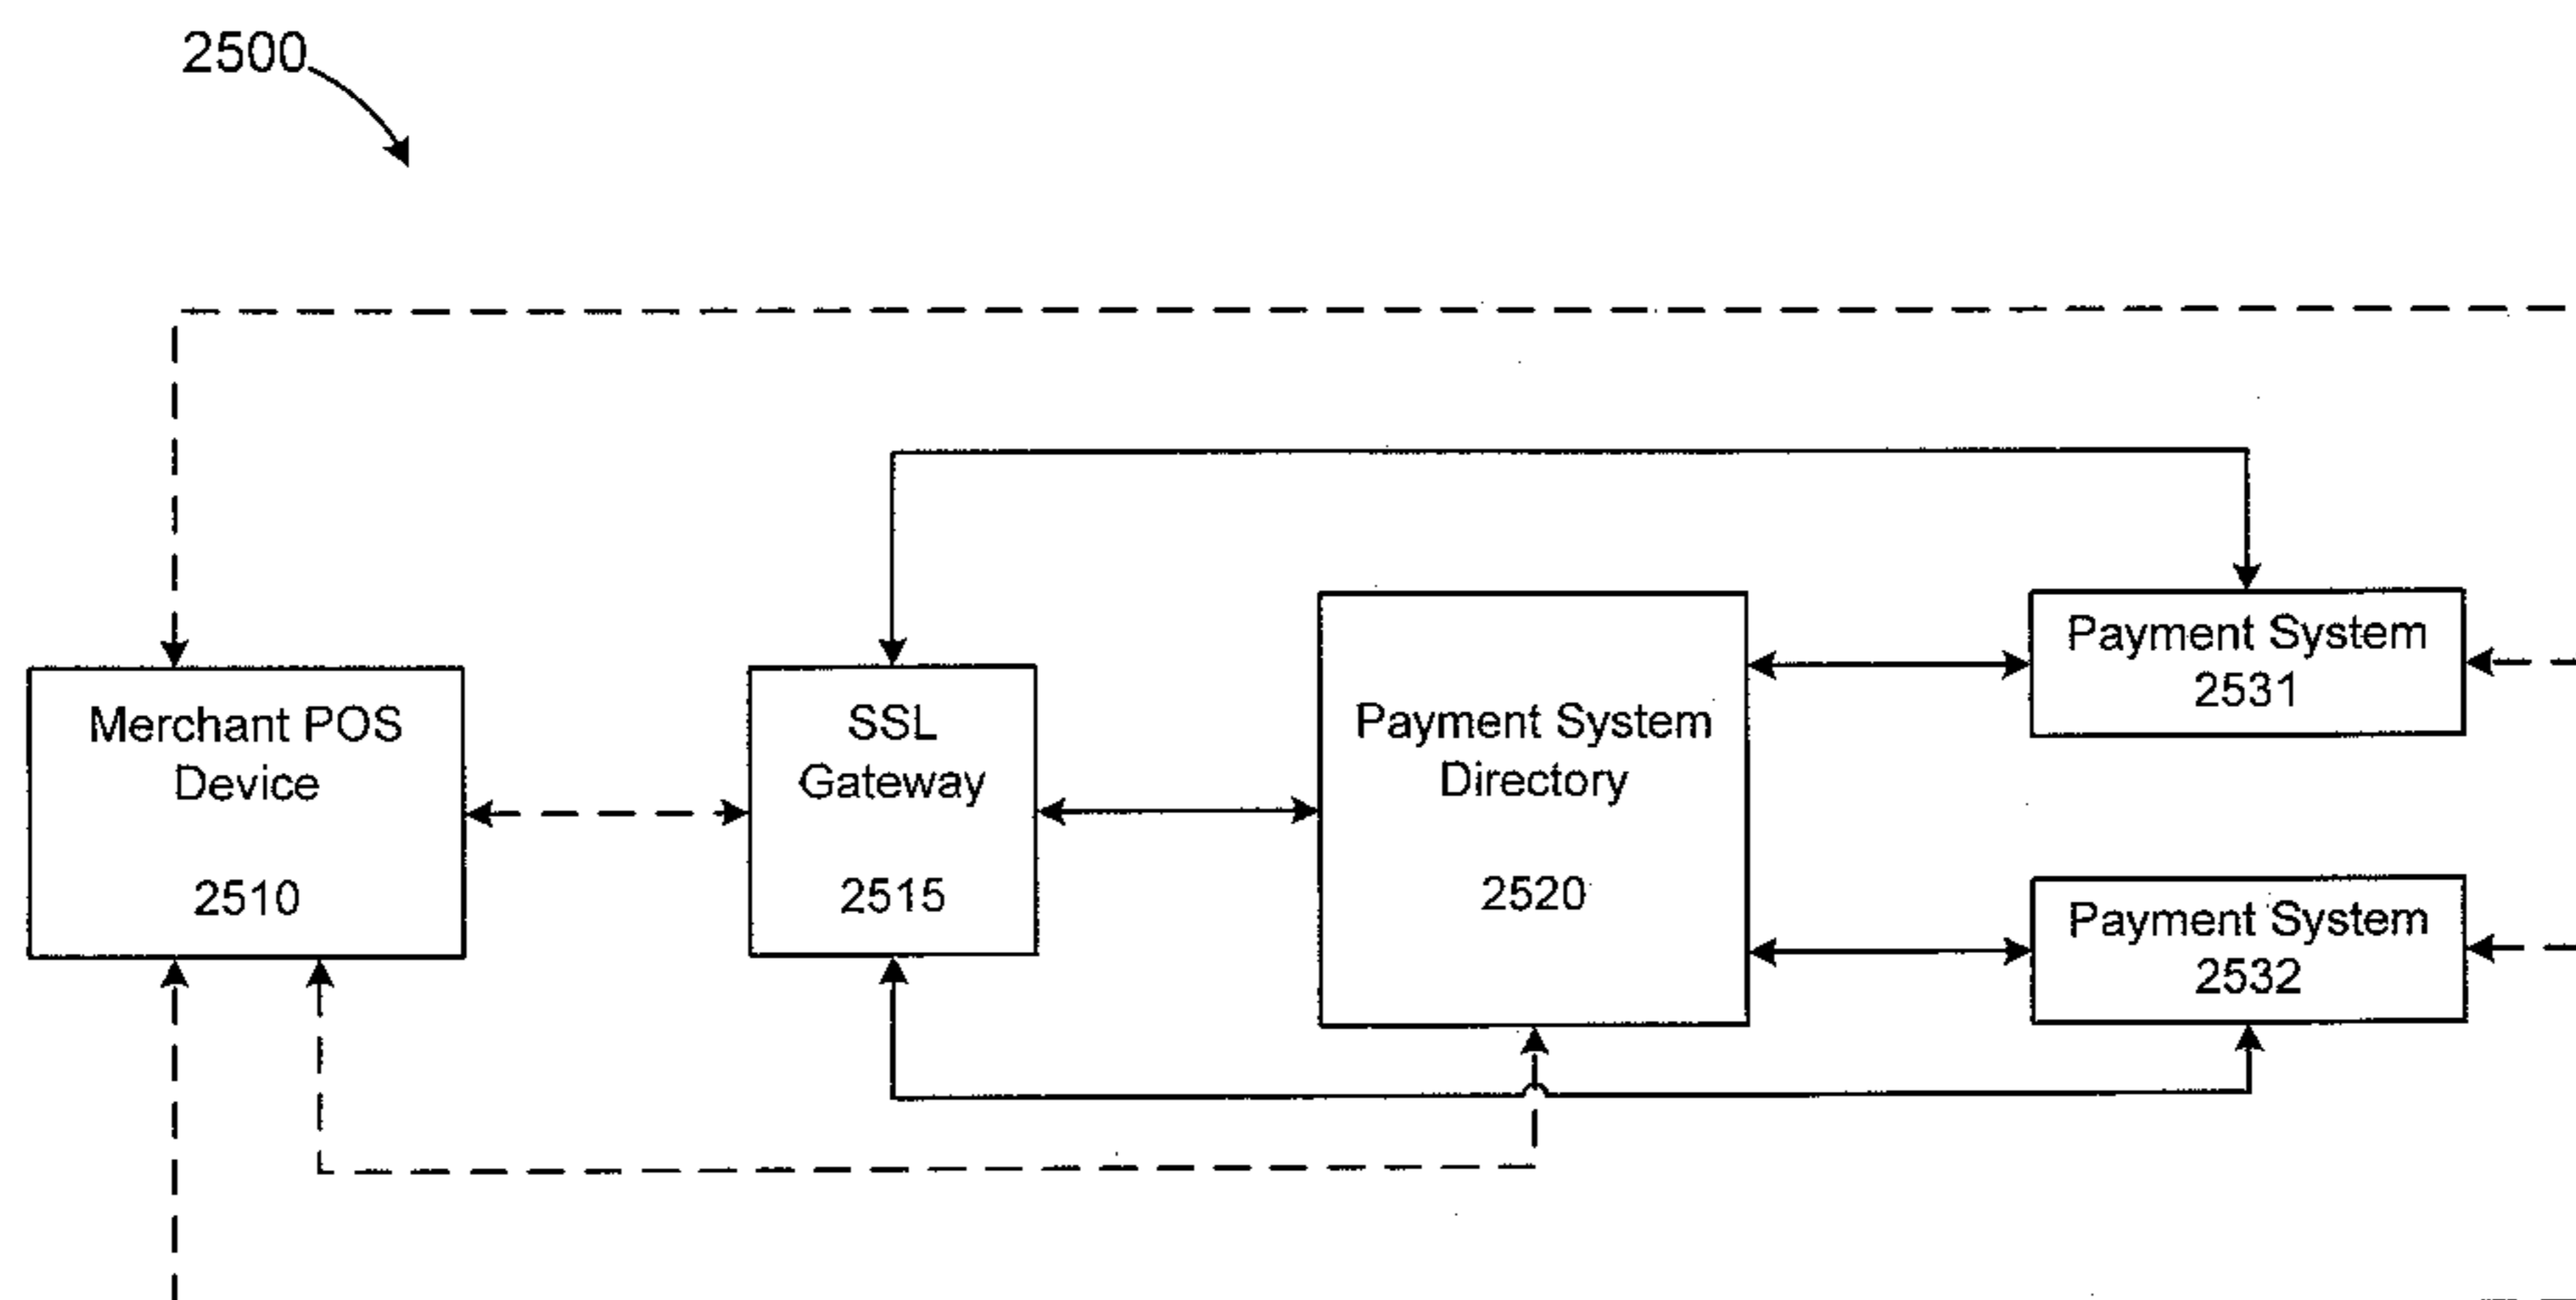 2500
Merchant POS
Device
2510
SSL
Gateway
2515
Payment System
Directory
2520
Payment System
2531
Payment System
2532